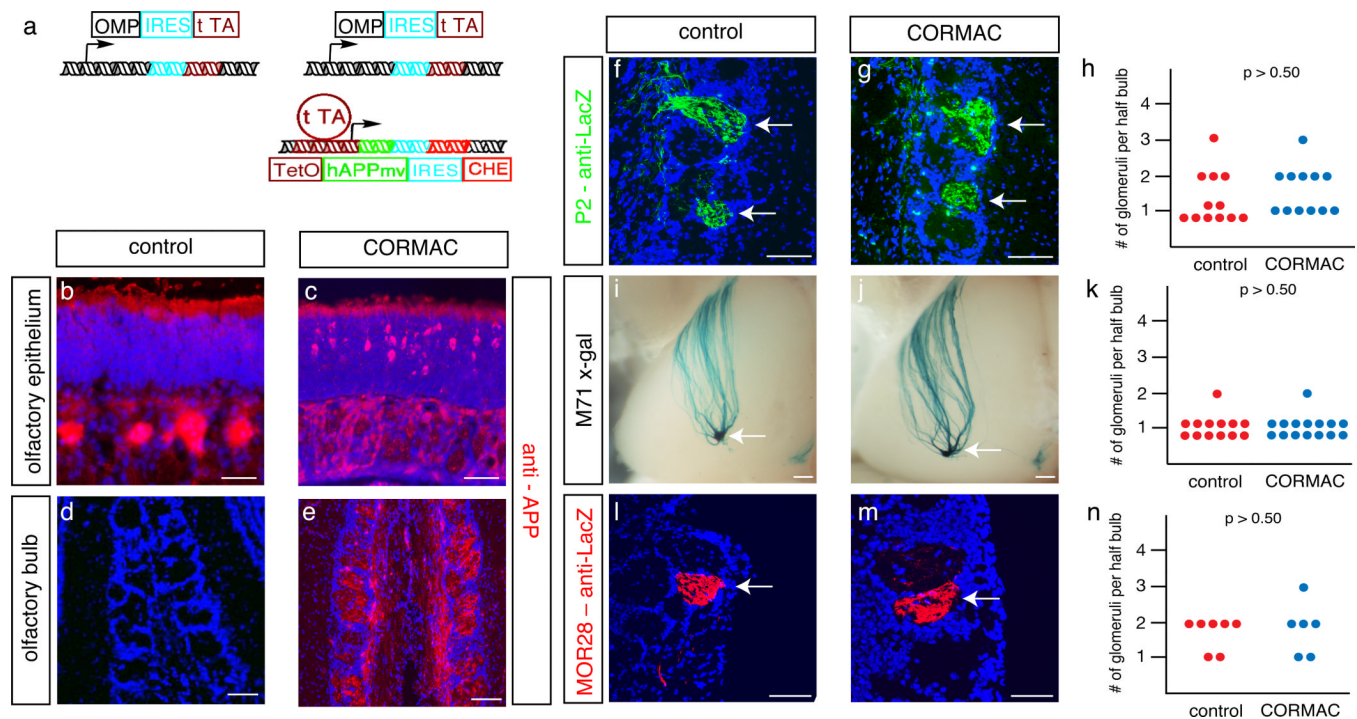 a
OMP IRES t TA
OMP IRES t TA
t TA
TetO hAPPmv IRES CHE
control
CORMAC
olfactory epithelium
b
c
olfactory bulb
d
e
anti - APP
control
CORMAC
P2 - anti-LacZ
f
g
h
p > 0.50
# of glomeruli per half bulb
4
3
2
1
control
CORMAC
M71 x-gal
i
j
k
p > 0.50
# of glomeruli per half bulb
4
3
2
1
control
CORMAC
MOR28 – anti-LacZ
l
m
n
p > 0.50
# of glomeruli per half bulb
4
3
2
1
control
CORMAC